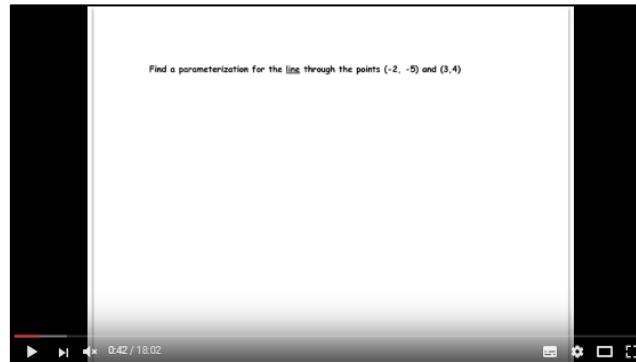 Find a parameterization for the line through the points (-2, -5) and (3,4)
0:42 / 18:02